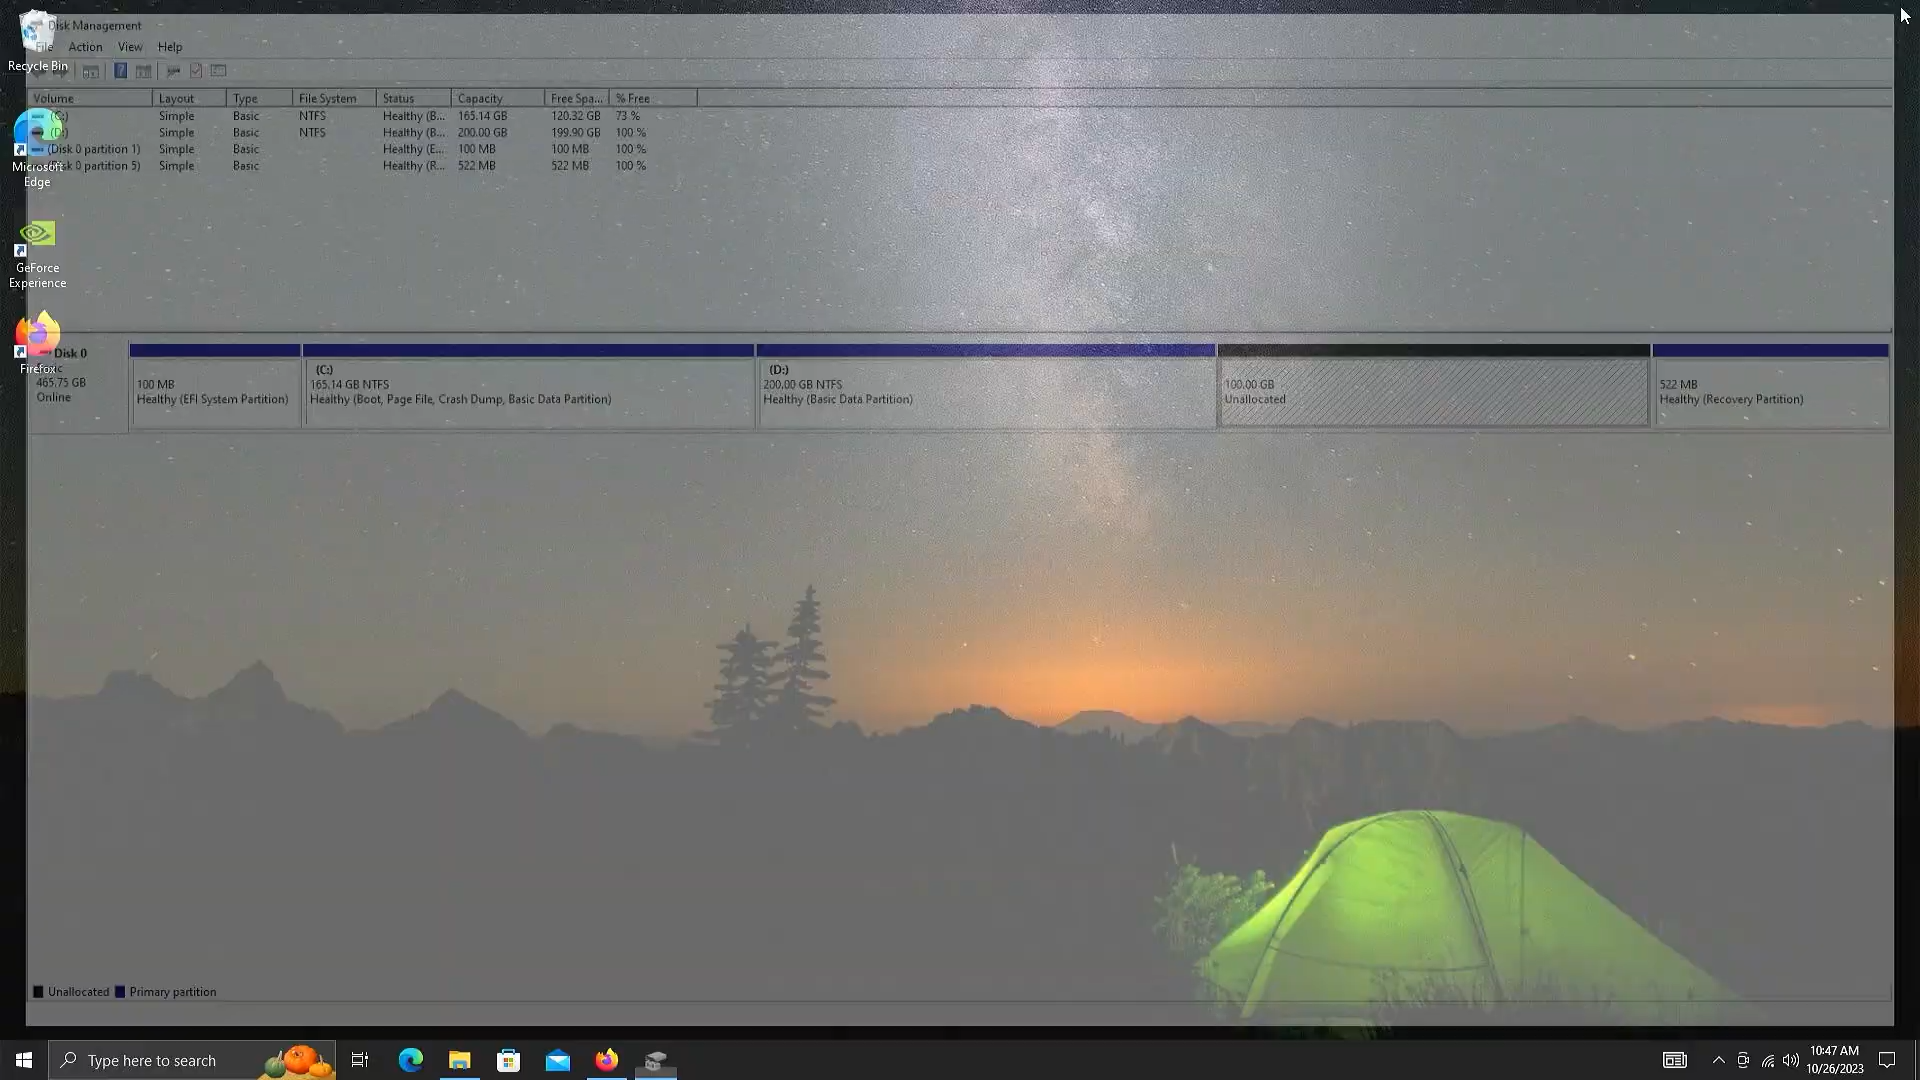 Disk Management
File Action View Help
Recycle Bin
Volume Layout Type File System Status Capacity Free Spa... % Free
(C:) Simple Basic NTFS Healthy (B... 165.14 GB 120.32 GB 73 %
(D:) Simple Basic NTFS Healthy (B... 200.00 GB 199.90 GB 100 %
(Disk 0 partition 1) Simple Basic Healthy (E... 100 MB 100 MB 100 %
0 partition 5) Simple Basic Healthy (R... 522 MB 522 MB 100 %
Microsoft
Edge
GeForce
Experience
Firefox
Disk 0
465.75 GB
Online
100 MB
Healthy (EFI System Partition)
(C:)
165.14 GB NTFS
Healthy (Boot, Page File, Crash Dump, Basic Data Partition)
(D:)
200.00 GB NTFS
Healthy (Basic Data Partition)
100.00 GB
Unallocated
522 MB
Healthy (Recovery Partition)
Unallocated Primary partition
Type here to search
10:47 AM
10/26/2023